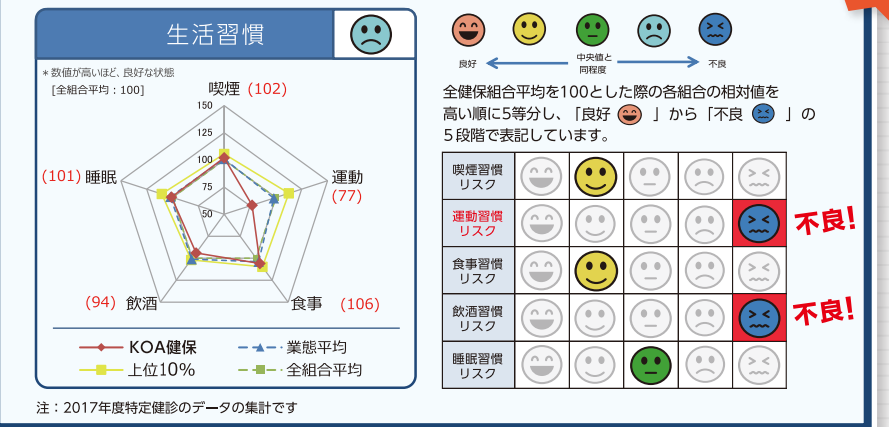 生活習慣
＊数値が高いほど、良好な状態
［全組合平均：100］
喫煙 (102)
150
125
100
75
50
(101) 睡眠
運動
(77)
(94) 飲酒
食事 (106)
KOA健保
業態平均
上位10%
全組合平均
注：2017年度特定健診のデータの集計です
良好
中央値と
同程度
不良
全健保組合平均を100とした際の各組合の相対値を
高い順に5等分し、「良好 」から「不良 」の
５段階で表記しています。
喫煙習慣
リスク
運動習慣
リスク
不良！
食事習慣
リスク
飲酒習慣
リスク
不良！
睡眠習慣
リスク